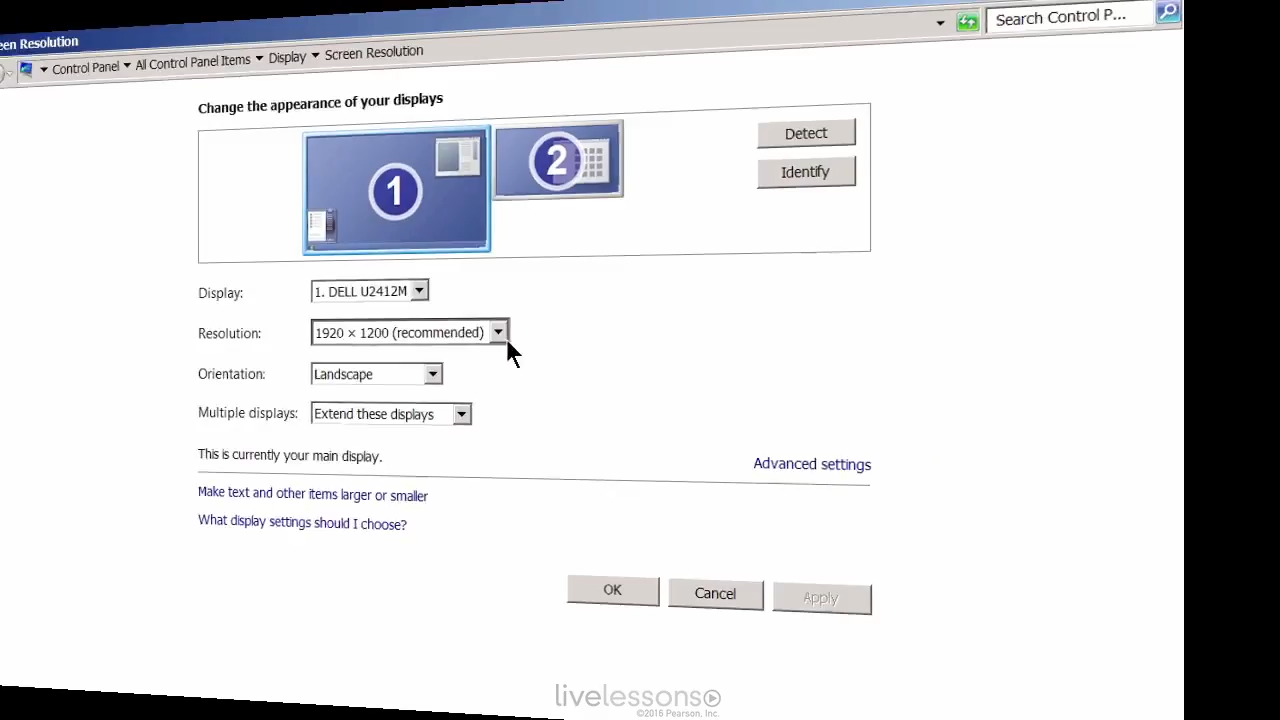 een Resolution
Search Control P...
Control Panel All Control Panel Items Display Screen Resolution
Change the appearance of your displays
1
2
Detect
Identify
Display: 1. DELL U2412M
Resolution: 1920 × 1200 (recommended)
Orientation: Landscape
Multiple displays: Extend these displays
This is currently your main display.
Advanced settings
Make text and other items larger or smaller
What display settings should I choose?
OK Cancel Apply
livelessons
©2016 Pearson, Inc.